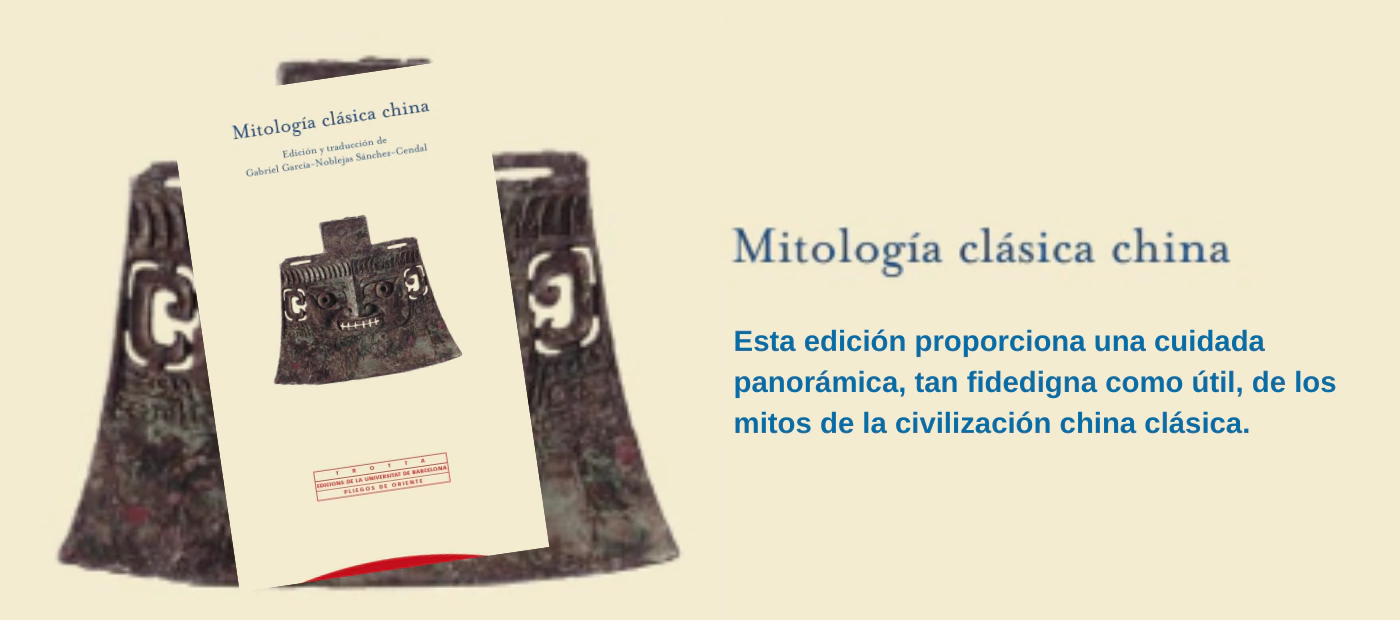 Mitología clásica china
Edición y traducción de
Gabriel García-Noblejas Sánchez-Cendal
T R O T T A
EDICIONS DE LA UNIVERSITAT DE BARCELONA
PLIEGOS DE ORIENTE
Mitología clásica china
Esta edición proporciona una cuidada
panorámica, tan fidedigna como útil, de los
mitos de la civilización china clásica.